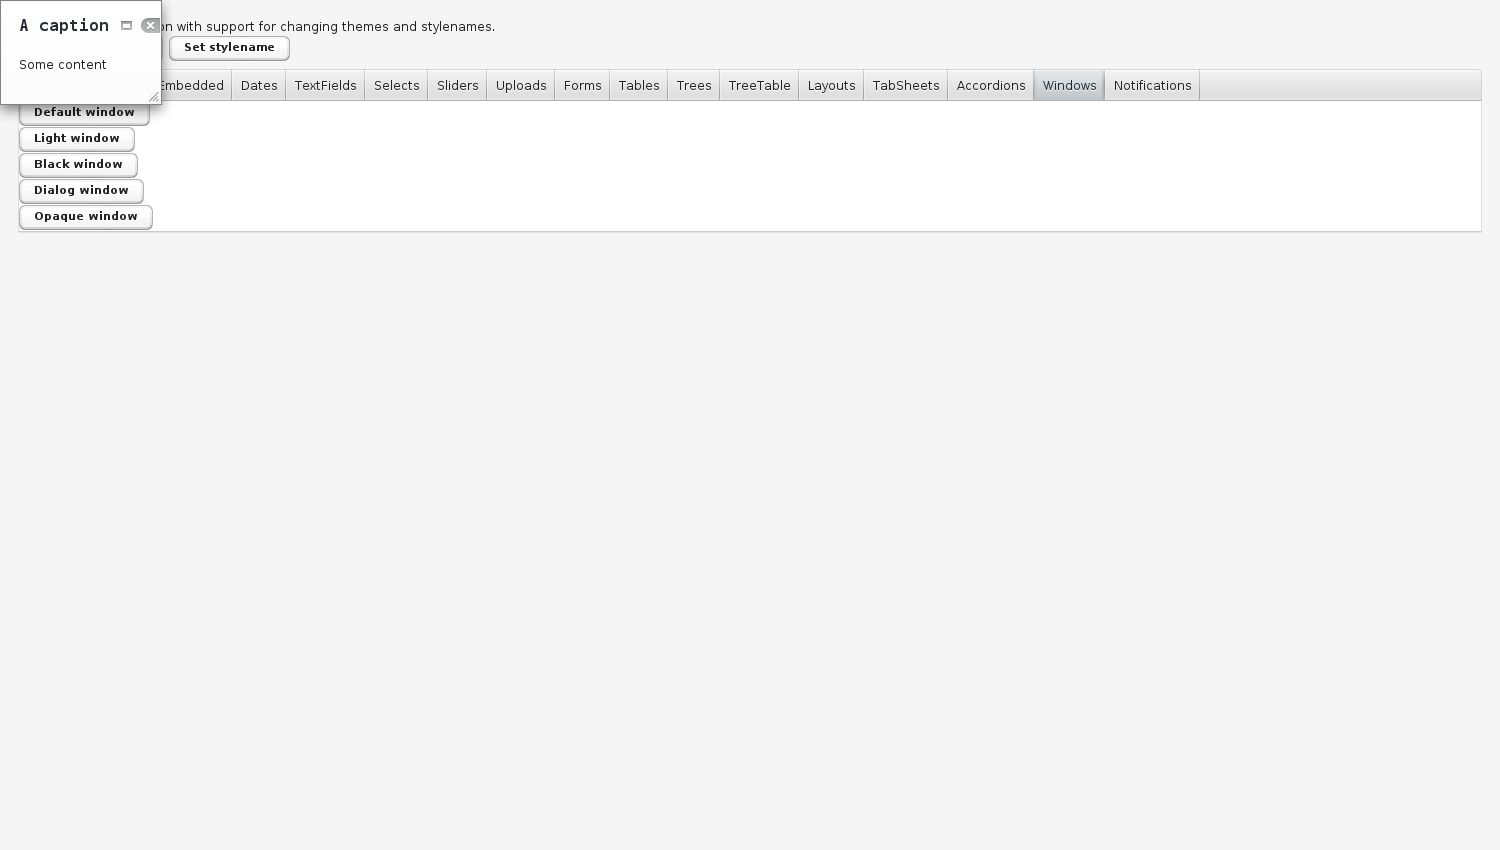 A caption
on with support for changing themes and stylenames.
Set stylename
Some content
Embedded Dates TextFields Selects Sliders Uploads Forms Tables Trees TreeTable Layouts TabSheets Accordions Windows Notifications
Default window
Light window
Black window
Dialog window
Opaque window